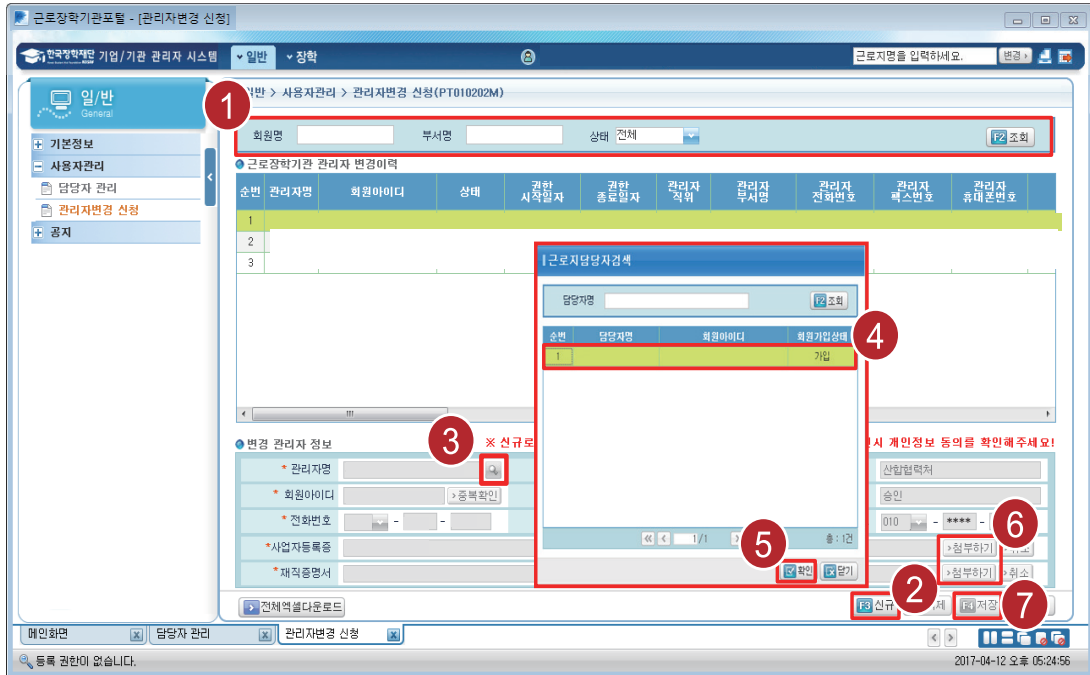 근로장학기관포털 - [관리자변경 신청]
한국장학재단 기업/기관 관리자 시스템
일반
장학
근로지명을 입력하세요.
변경
일/반
General
기본정보
사용자관리
담당자 관리
관리자변경 신청
공지
1
일반 > 사용자관리 > 관리자변경 신청(PT010202M)
회원명
부서명
상태
전체
F2 조회
근로장학기관 관리자 변경이력
순번
관리자명
회원아이디
상태
권한
시작일자
권한
종료일자
관리자
직위
관리자
부서명
관리자
전화번호
관리자
팩스번호
관리자
휴대폰번호
1
2
3
근로지담당자검색
담당자명
F2 조회
4
순번
담당자명
회원아이디
회원가입상태
1
가입
1/1
총 : 1건
5
확인
닫기
변경 관리자 정보
3
※ 신규로
시 개인정보 동의를 확인해주세요!
* 관리자명
산합협력처
* 회원아이디
>중복확인
승인
* 전화번호
- -
010 - **** -
6
*사업자등록증
>첨부하기
*재직증명서
>첨부하기
>취소
전체엑셀다운로드
F3 신규
2
F4 저장
7
메인화면
담당자 관리
관리자변경 신청
등록 권한이 없습니다.
2017-04-12 오후 05:24:56